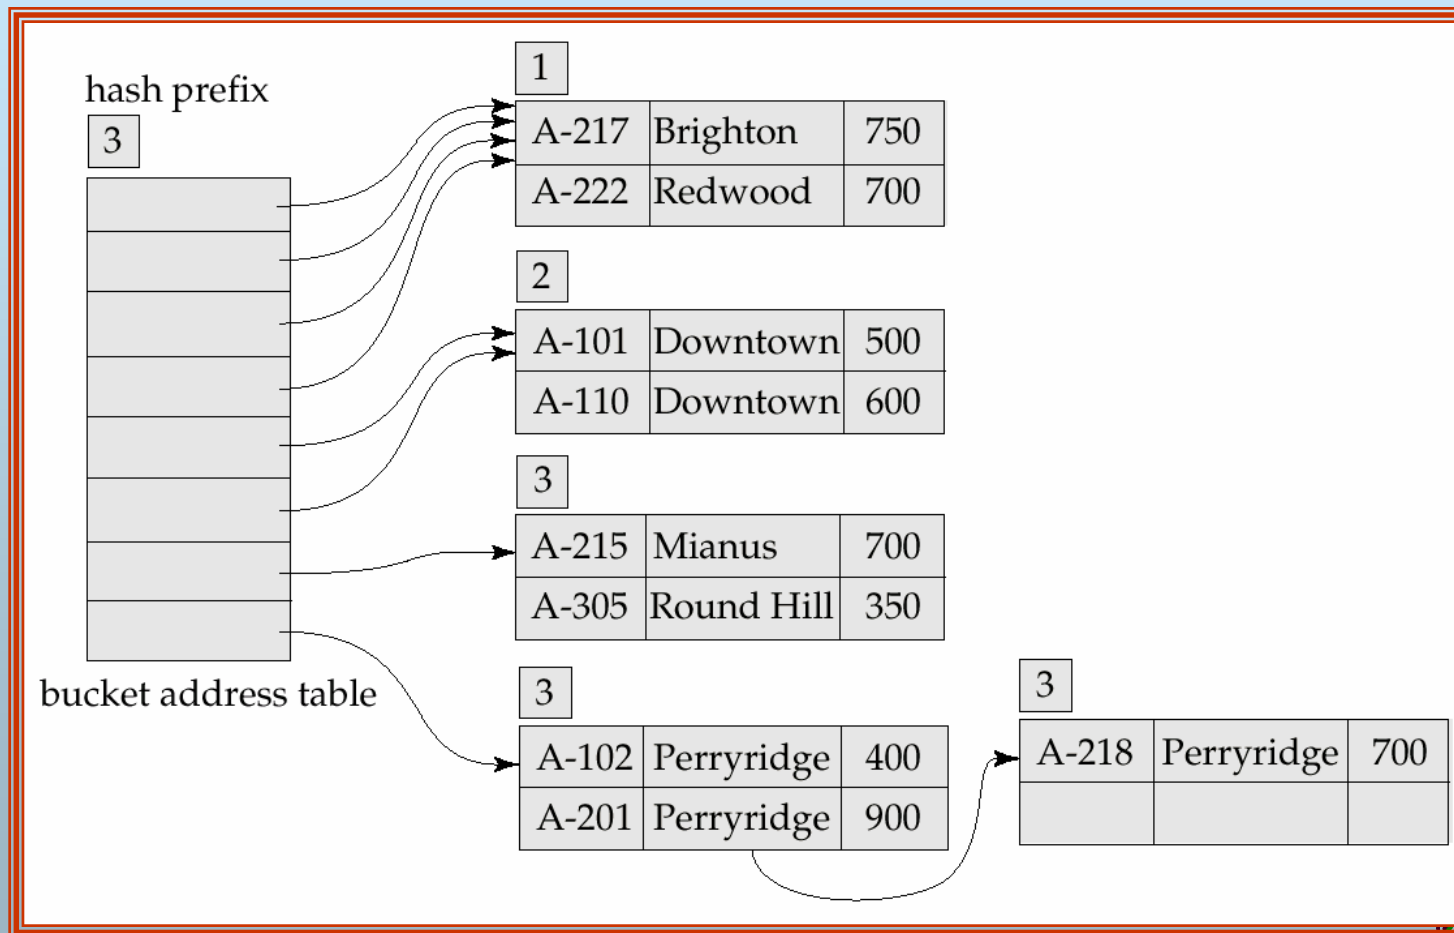 hash prefix
3
1
A-217 Brighton 750
A-222 Redwood 700
2
A-101 Downtown 500
A-110 Downtown 600
3
A-215 Mianus 700
A-305 Round Hill 350
bucket address table
3
A-102 Perryridge 400
A-201 Perryridge 900
3
A-218 Perryridge 700